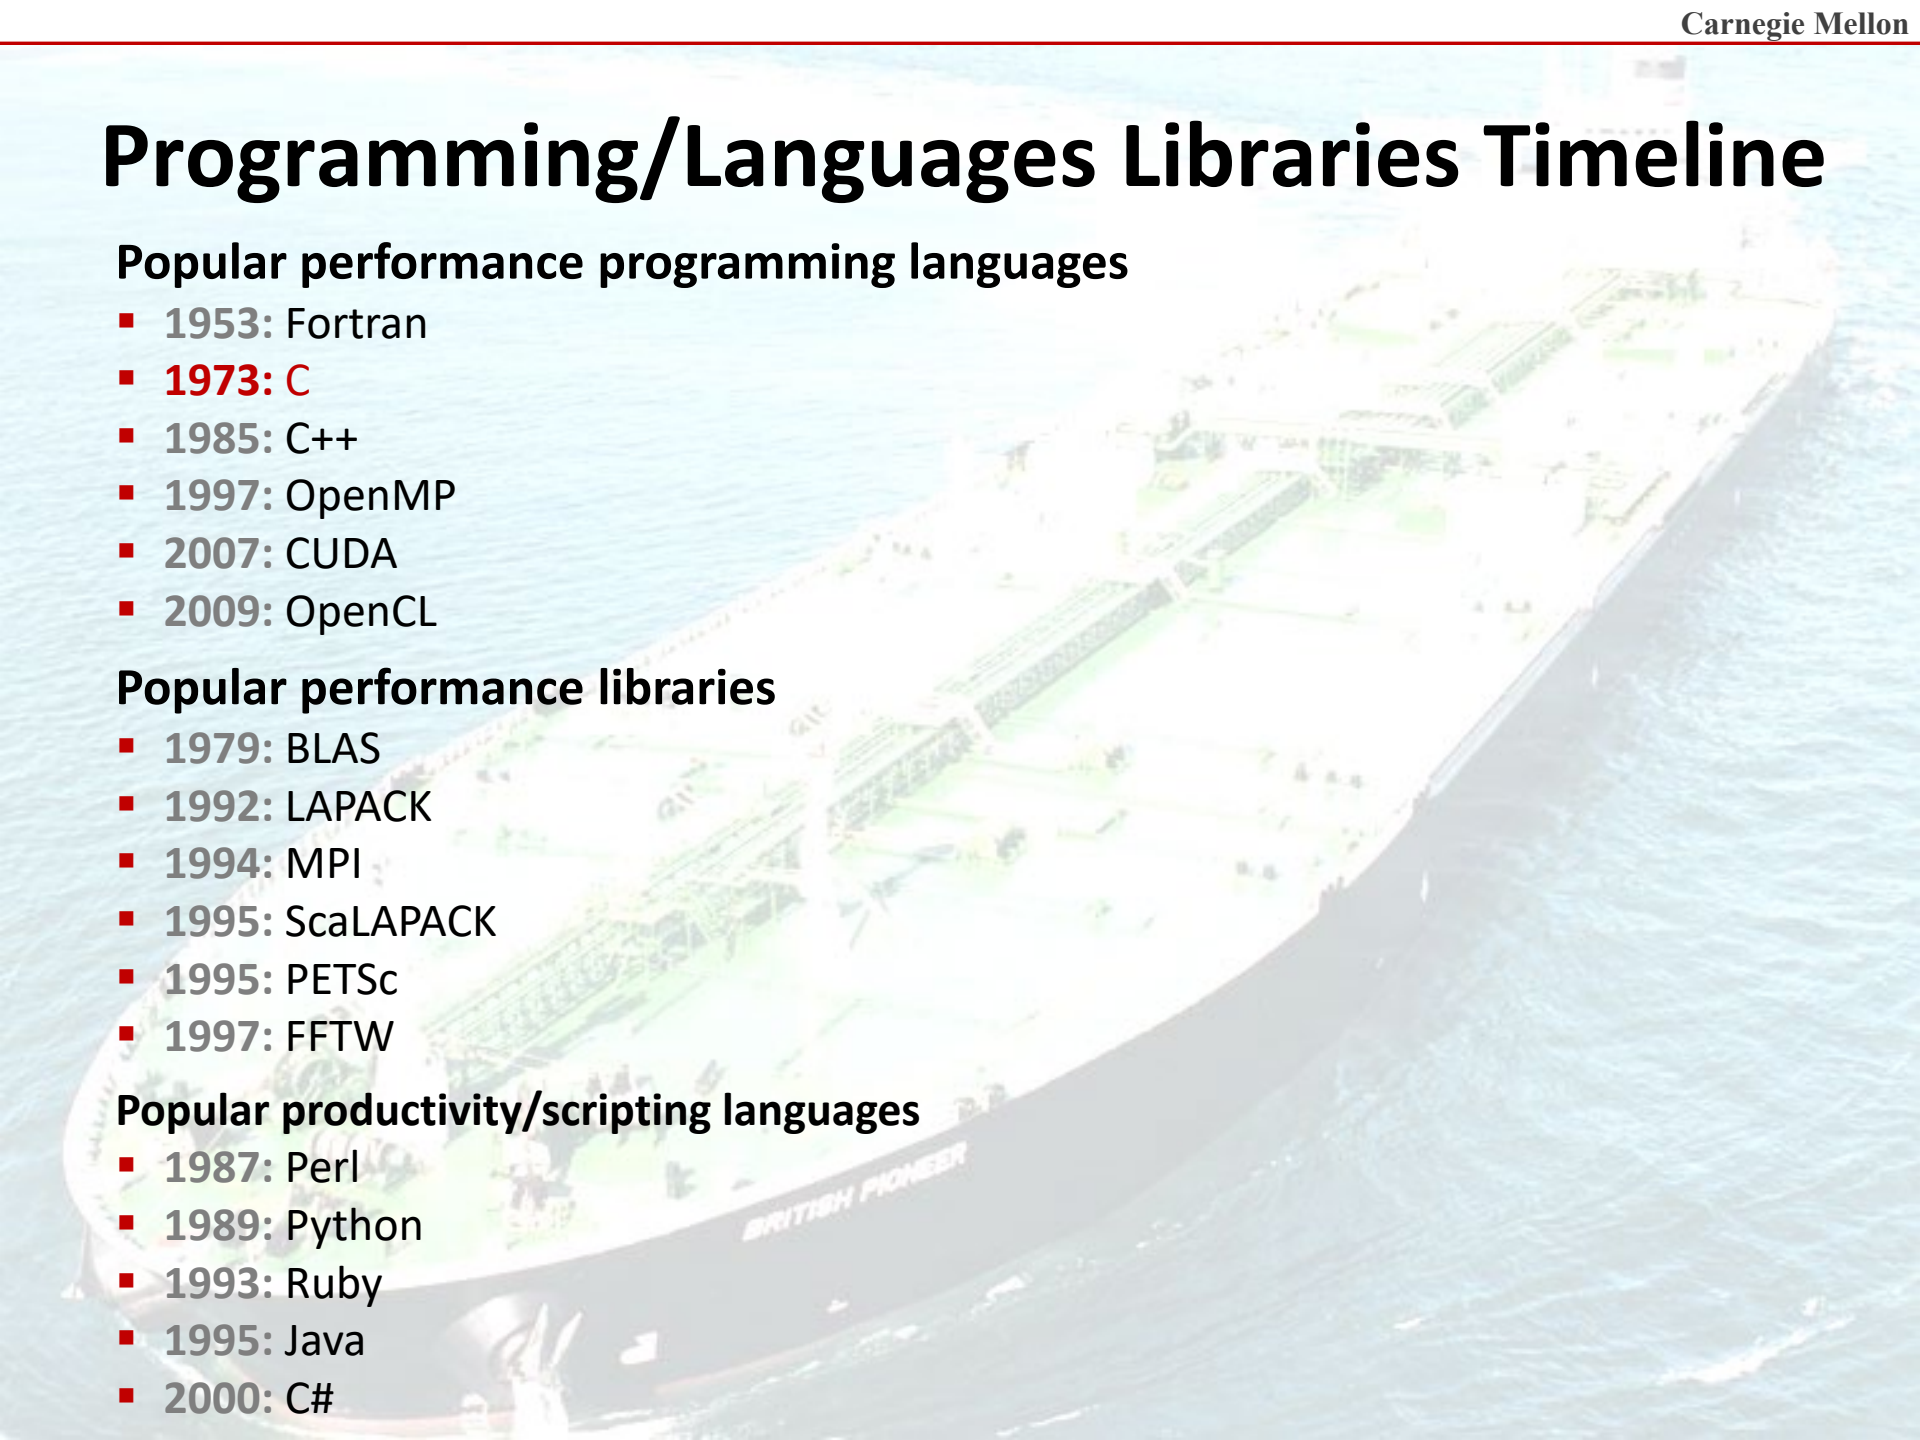 Carnegie Mellon
Programming/Languages Libraries Timeline
Popular performance programming languages
▪ 1953: Fortran
▪ 1973: C
▪ 1985: C++
▪ 1997: OpenMP
▪ 2007: CUDA
▪ 2009: OpenCL
Popular performance libraries
▪ 1979: BLAS
▪ 1992: LAPACK
▪ 1994: MPI
▪ 1995: ScaLAPACK
▪ 1995: PETSc
▪ 1997: FFTW
Popular productivity/scripting languages
▪ 1987: Perl
▪ 1989: Python
▪ 1993: Ruby
▪ 1995: Java
▪ 2000: C#
BRITISH PIONEER